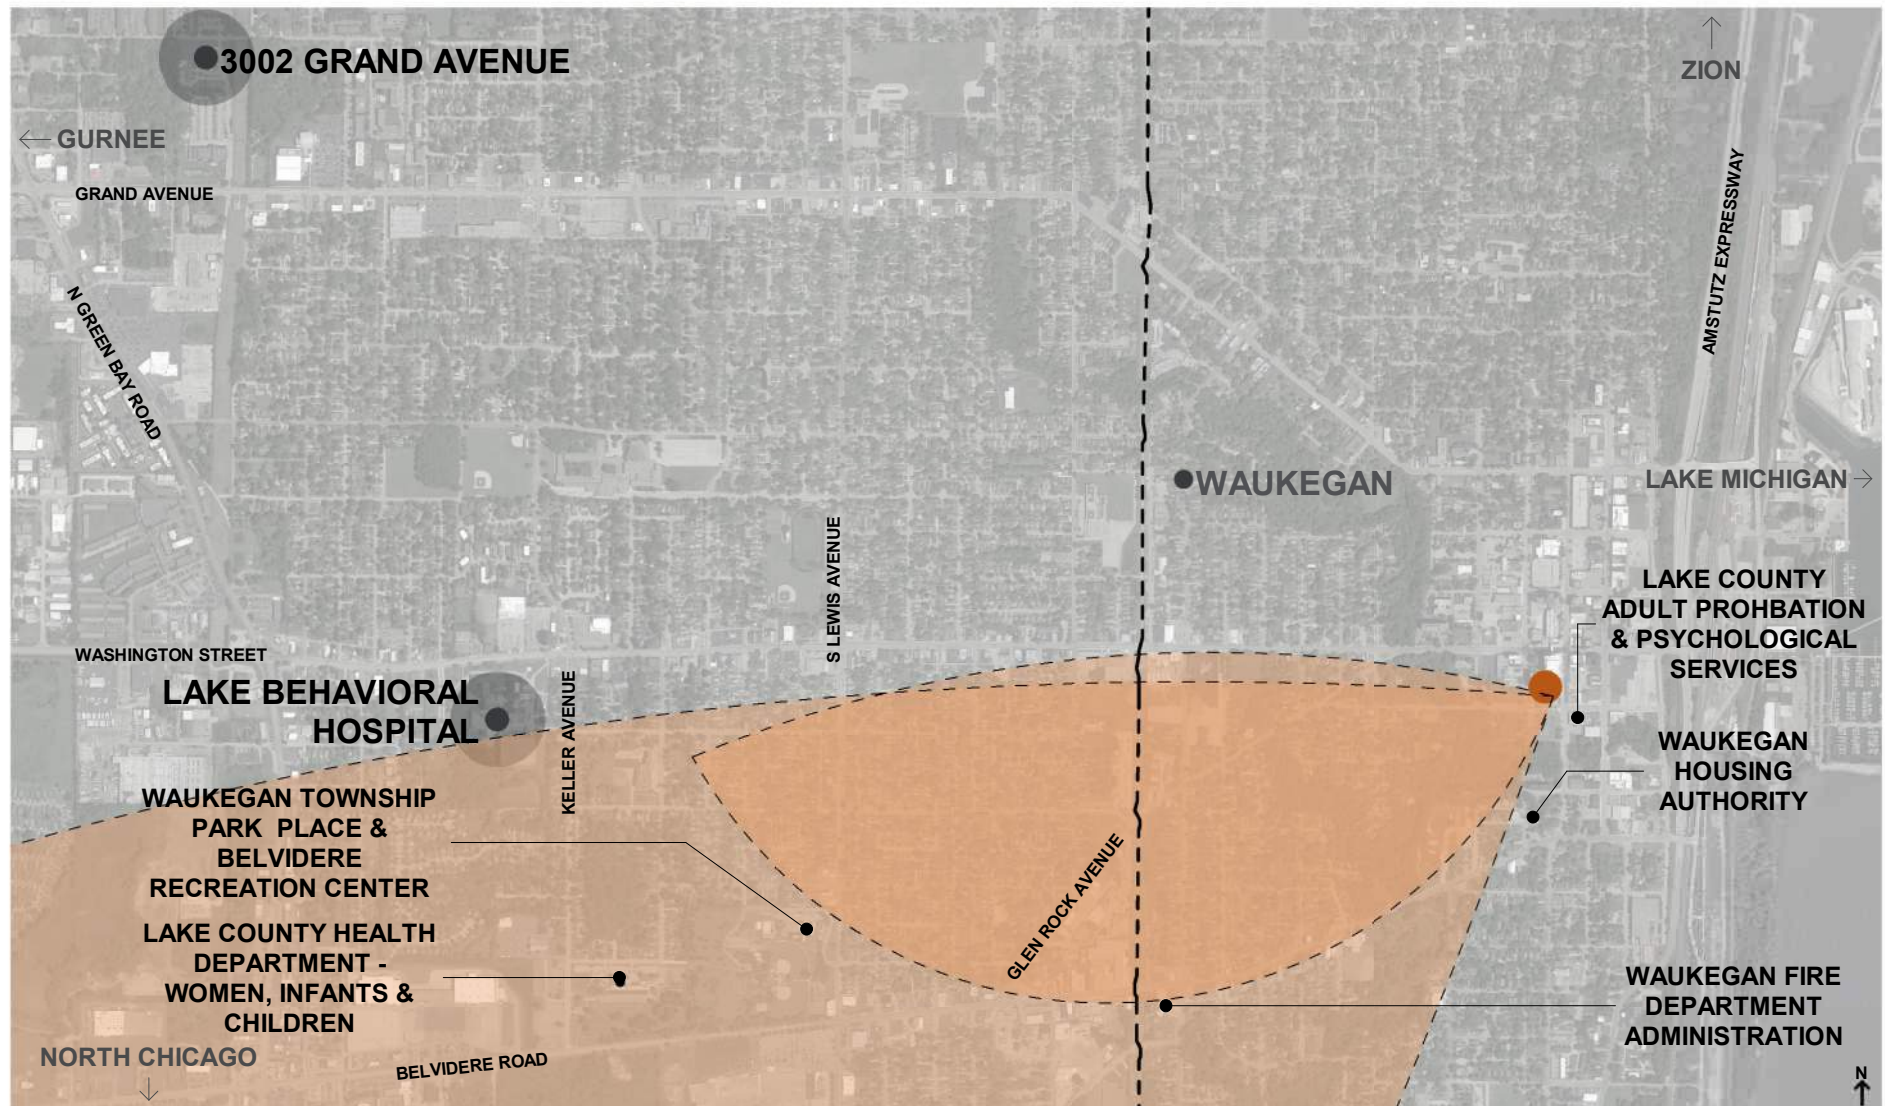 3002 GRAND AVENUE
ZION
GURNEE
GRAND AVENUE
AMSTUTZ EXPRESSWAY
N GREEN BAY ROAD
WAUKEGAN
LAKE MICHIGAN
S LEWIS AVENUE
LAKE COUNTY
ADULT PROHBATION
& PSYCHOLOGICAL
SERVICES
WASHINGTON STREET
LAKE BEHAVIORAL
HOSPITAL
KELLER AVENUE
WAUKEGAN
HOUSING
AUTHORITY
WAUKEGAN TOWNSHIP
PARK PLACE &
BELVIDERE
RECREATION CENTER
GLEN ROCK AVENUE
LAKE COUNTY HEALTH
DEPARTMENT -
WOMEN, INFANTS &
CHILDREN
WAUKEGAN FIRE
DEPARTMENT
ADMINISTRATION
NORTH CHICAGO
BELVIDERE ROAD
N